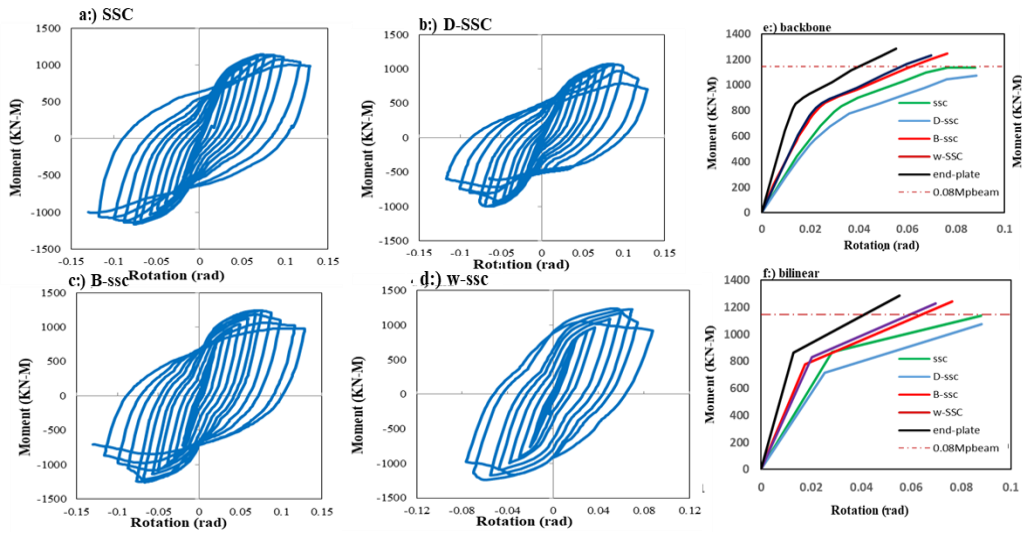 a:) SSC
1500
1000
500
0
-500
-1000
-1500
-0.15 -0.1 -0.05 0 0.05 0.1 0.15
Moment (KN-M)
Rotation (rad)
b:) D-SSC
1500
1000
500
0
-500
-1000
-1500
-0.15 -0.1 -0.05 0 0.05 0.1 0.15
Moment (KN-M)
Rotation (rad)
e:) backbone
1400
1200
1000
800
600
400
200
0
0 0.02 0.04 0.06 0.08 0.1
Moment (KN-M)
Rotation (rad)
ssc
D-ssc
B-ssc
w-SSC
end-plate
0.08Mpbeam
Moment (KN-M)
c:) B-ssc
1500
1000
500
0
-500
-1000
-1500
-0.15 -0.1 -0.05 0 0.05 0.1 0.15
Moment (KN-M)
Rotation (rad)
d:) w-ssc
1500
1000
500
0
-500
-1000
-1500
-0.12 -0.08 -0.04 0 0.04 0.08 0.12
Moment (KN-M)
Rotation (rad)
f:) bilinear
1400
1200
1000
800
600
400
200
0
0 0.02 0.04 0.06 0.08 0.1
Moment (KN-M)
Rotation (rad)
ssc
D-ssc
B-ssc
w-SSC
end-plate
0.08Mpbeam